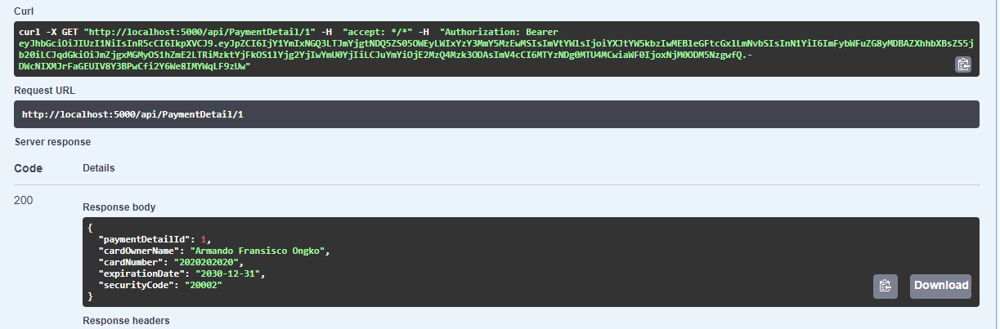 Curl
curl -X GET "http://localhost:5000/api/PaymentDetail/1" -H  "accept: */*" -H  "Authorization: Bearer
eyJhbGciOiJIUzI1NiIsInR5cCI6IkpXVCJ9.eyJpZCI6IjY1YmIxNGQ3LTJmYjgtNDQ5ZS05OWEyLWIxYzY3MmY5MzEwMSIsImVtYWlsIjoiYXJtYW5kbzIwMEBleGFtcGxlLmNvbSIsInN1YiI6ImFybWFuZG8yMDBAZXhhbXBsZS5j
b20iLCJqdGkiOiJmZjgxMGMyOS1hZmE2LTRiMzktYjFkOS1lYjg2YjIwYmU0YjIiLCJuYmYiOjE2MzQ4Mzk3ODAsImV4cCI6MTYzNDg0MTU4MCwiaWF0IjoxNjM0ODM5NzgwfQ.-
DWcNIXMJrFaGEUIV8Y3BPwCfi2Y6We8IMYWqLF9zUw"
Request URL
http://localhost:5000/api/PaymentDetail/1
Server response
Code Details
200
Response body
{
"paymentDetailId": 1,
"cardOwnerName": "Armando Fransisco Ongko",
"cardNumber": "2020202020",
"expirationDate": "2030-12-31",
"securityCode": "20002"
}
Download
Response headers